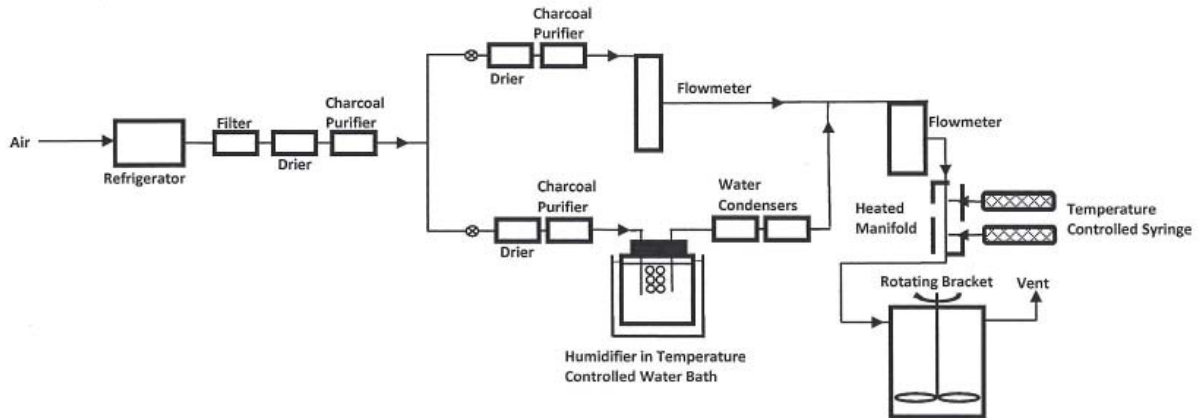 Air
Refrigerator
Filter
Drier
Charcoal
Purifier
Drier
Charcoal
Purifier
Flowmeter
Drier
Charcoal
Purifier
Humidifier in Temperature
Controlled Water Bath
Water
Condensers
Flowmeter
Heated
Manifold
Temperature
Controlled Syringe
Rotating Bracket
Vent